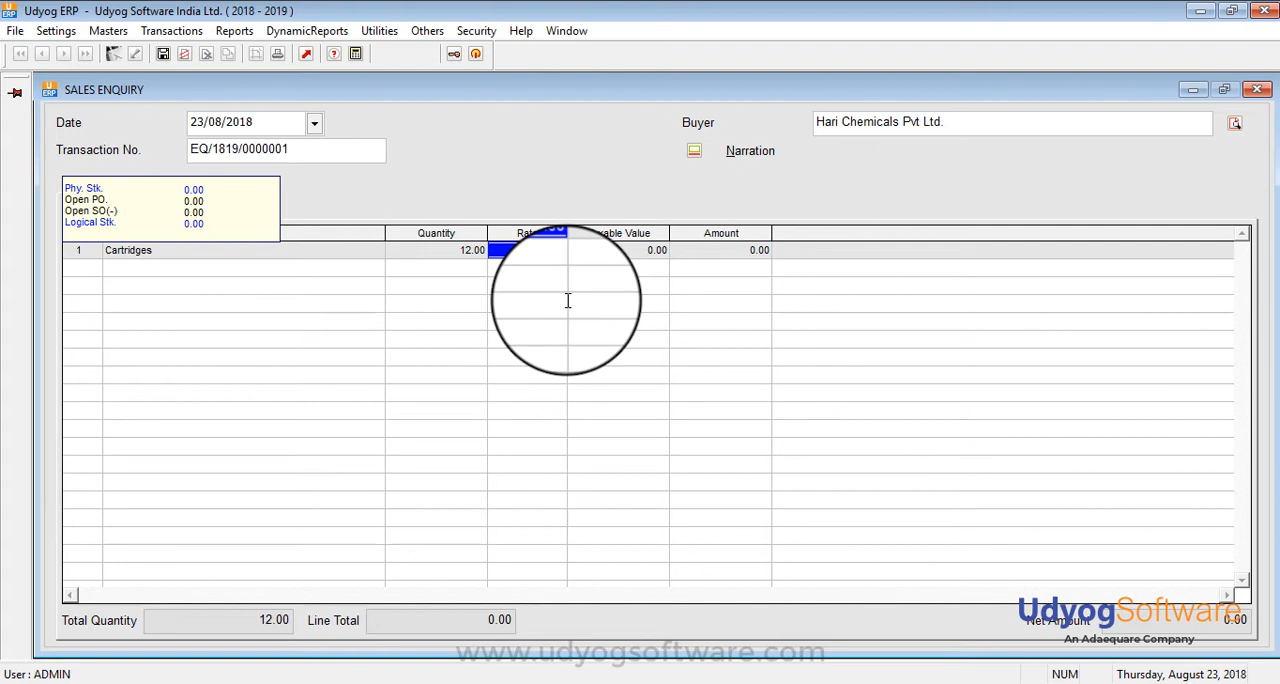 Udyog ERP - Udyog Software India Ltd. ( 2018 - 2019 )
File Settings Masters Transactions Reports DynamicReports Utilities Others Security Help Window
SALES ENQUIRY
Date 23/08/2018 Buyer Hari Chemicals Pvt Ltd.
Transaction No. EQ/1819/0000001 Narration
Phy. Stk. 0.00
Open PO. 0.00
Open SO(-) 0.00
Logical Stk. 0.00
Quantity Value Amount
1 Cartridges 12.00 0.00 0.00
Total Quantity 12.00 Line Total 0.00 Net Amount 0.00
UdyogSoftware
An Adaequare Company
www.udyogsoftware.com
User : ADMIN NUM Thursday, August 23, 2018